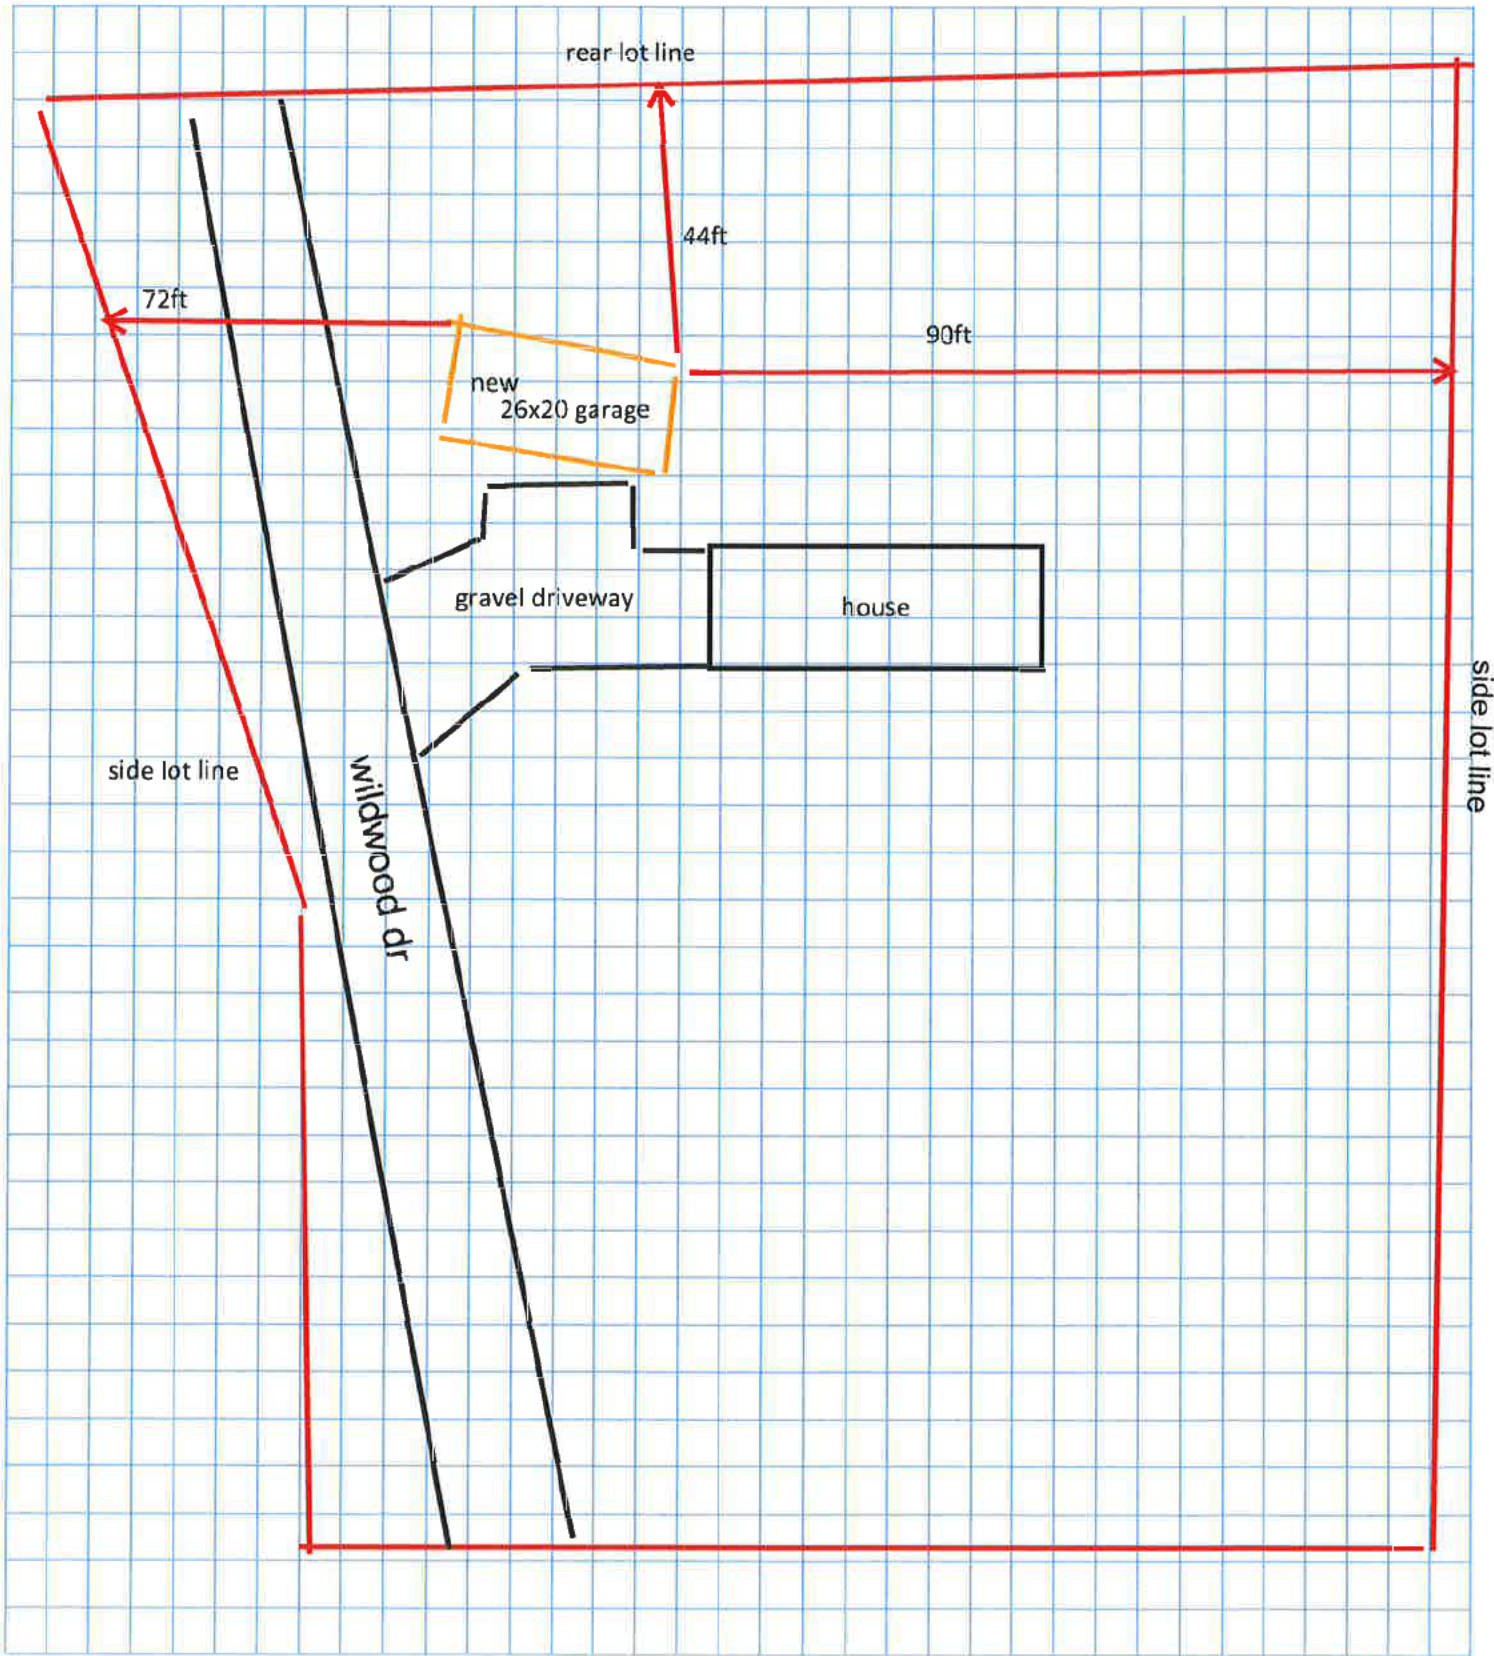 rear lot line
44ft
72ft
90ft
new
26x20 garage
gravel driveway
house
side lot line
side lot line
wildwood dr